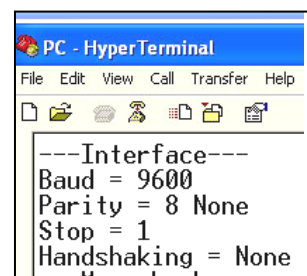 PC - HyperTerminal
File Edit View Call Transfer Help
---Interface---
Baud = 9600
Parity = 8 None
Stop = 1
Handshaking = None